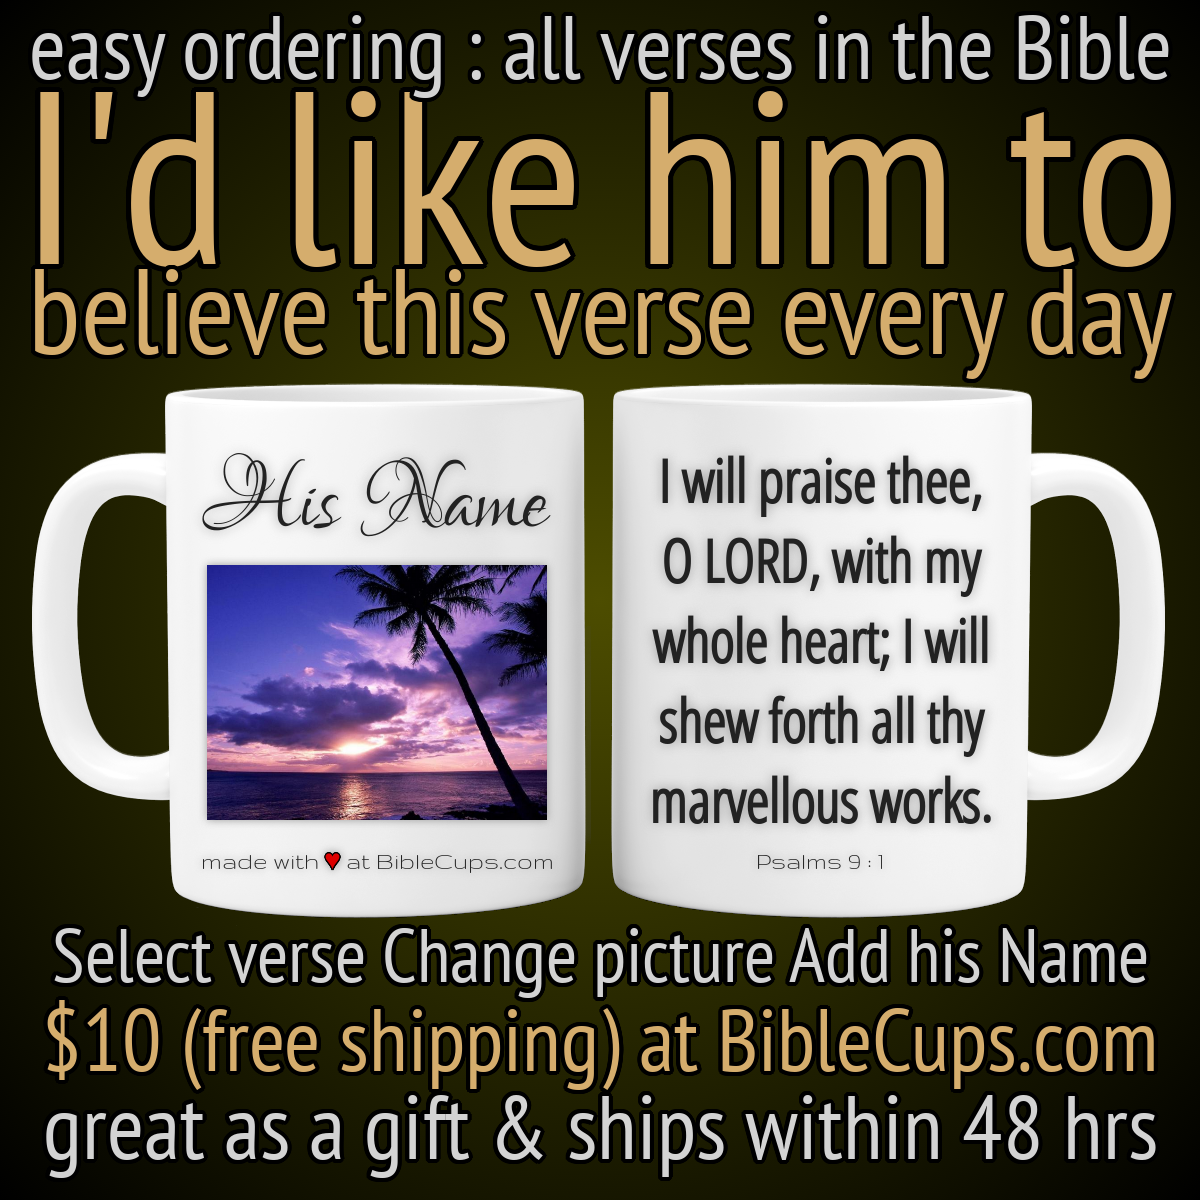 easy ordering : all verses in the Bible
I'd like him to
believe this verse every day
His Name
made with ❤ at BibleCups.com
I will praise thee,
O LORD, with my
whole heart; I will
shew forth all thy
marvellous works.
Psalms 9 : 1
Select verse Change picture Add his Name
$10 (free shipping) at BibleCups.com
great as a gift & ships within 48 hrs